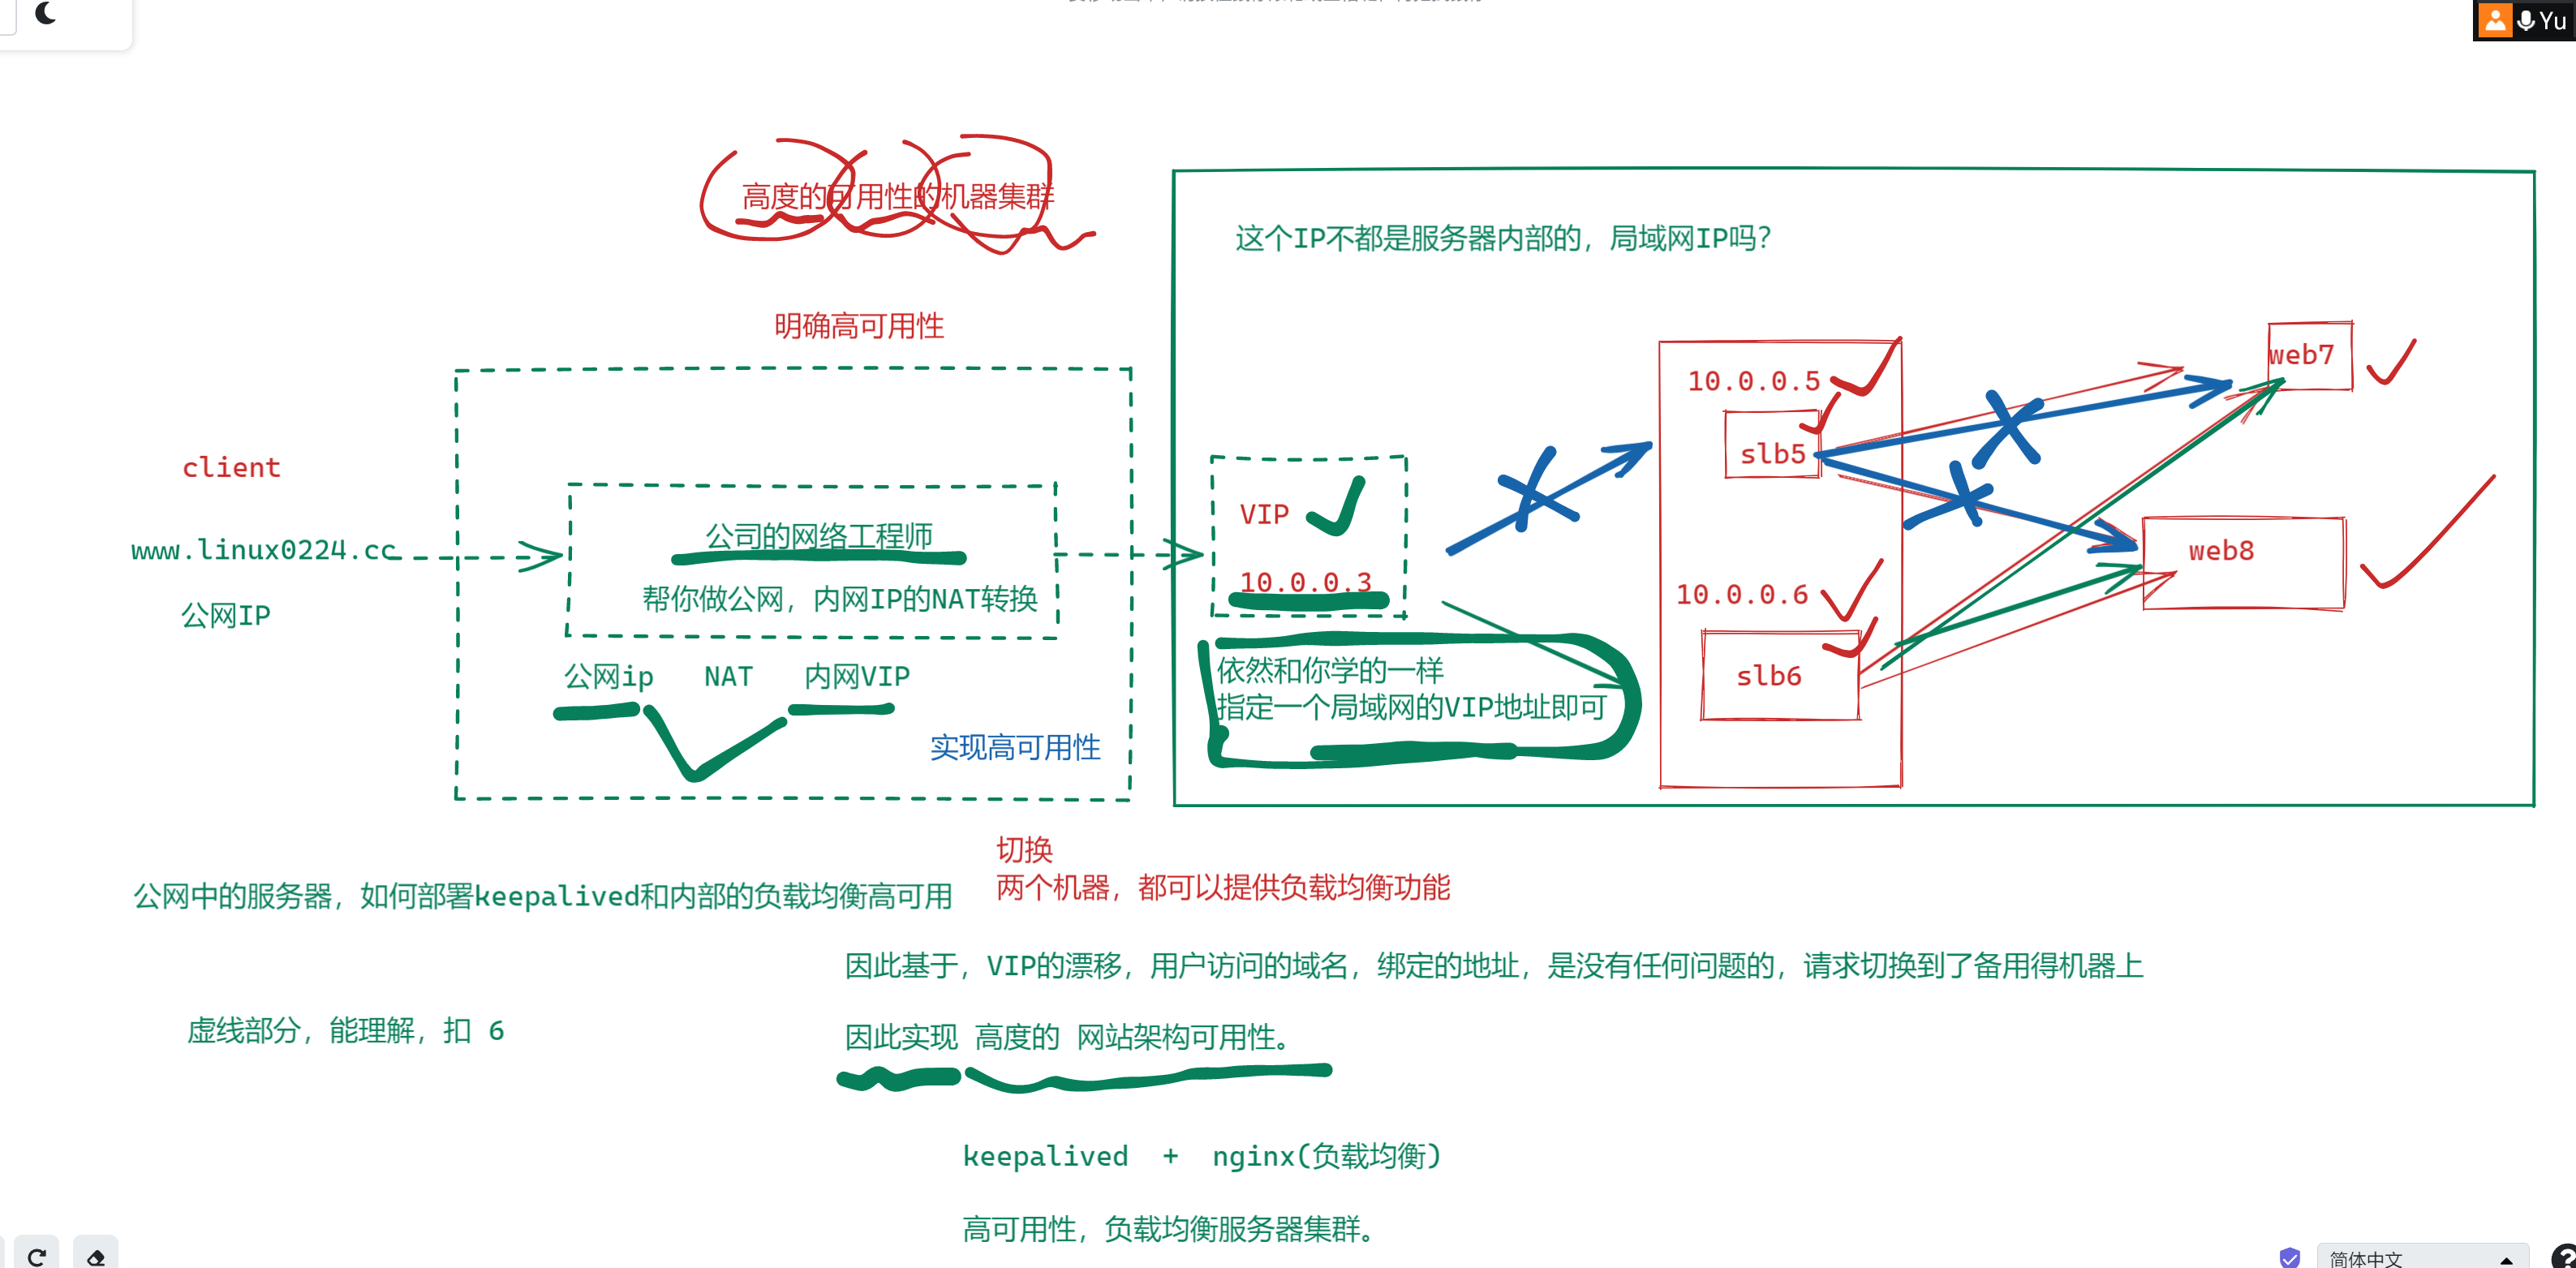 Yu
高度的可用性的机器集群
这个IP不都是服务器内部的，局域网IP吗？
明确高可用性
client
www.linux0224.cc
公网IP
公司的网络工程师
帮你做公网，内网IP的NAT转换
公网ip NAT 内网VIP
实现高可用性
VIP
10.0.0.3
依然和你学的一样
指定一个局域网的VIP地址即可
10.0.0.5
slb5
10.0.0.6
slb6
web7
web8
切换
两个机器，都可以提供负载均衡功能
公网中的服务器，如何部署keepalived和内部的负载均衡高可用
因此基于，VIP的漂移，用户访问的域名，绑定的地址，是没有任何问题的，请求切换到了备用得机器上
虚线部分，能理解，扣 6
因此实现 高度的 网站架构可用性。
keepalived + nginx(负载均衡)
高可用性，负载均衡服务器集群。
简体中文